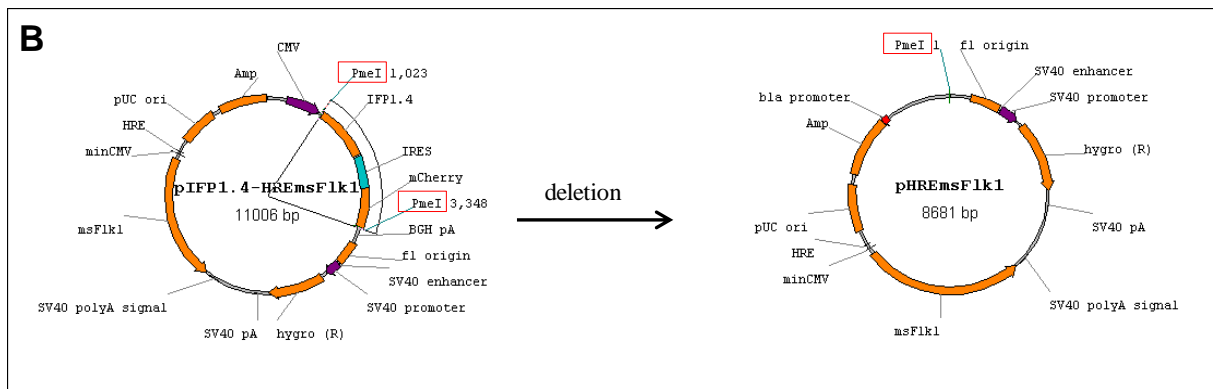 B
CMV
PmeI 1,023
Amp
IFP1.4
pUC ori
HRE
IRES
minCMV
mCherry
pIFP1.4-HREmsFlk1
11006 bp
PmeI 3,348
BGH pA
msFlk1
f1 origin
SV40 enhancer
SV40 polyA signal
SV40 promoter
SV40 pA
hygro (R)
deletion
PmeI 1
f1 origin
SV40 enhancer
SV40 promoter
bla promoter
Amp
hygro (R)
pHREmsFlk1
8681 bp
pUC ori
SV40 pA
HRE
minCMV
SV40 polyA signal
msFlk1